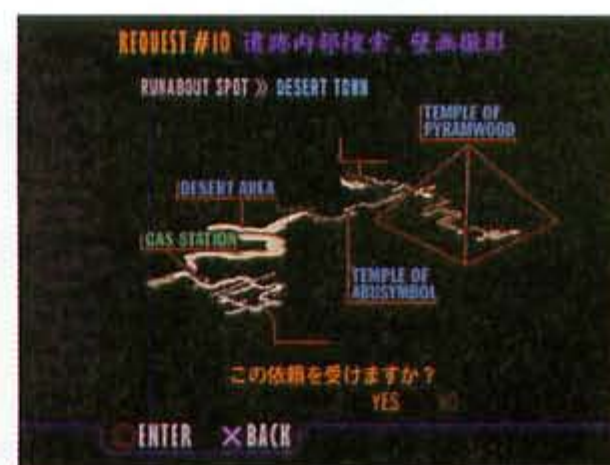 REQUEST #10 遺跡内部捜索、壁画撮影
RUNABOUT SPOT >> DESERT TOWN
TEMPLE OF
PYRAMWOOD
DESERT AREA
GAS STATION
TEMPLE OF
ABUSYMBOL
この依頼を受けますか?
YES NO
ENTER ×BACK